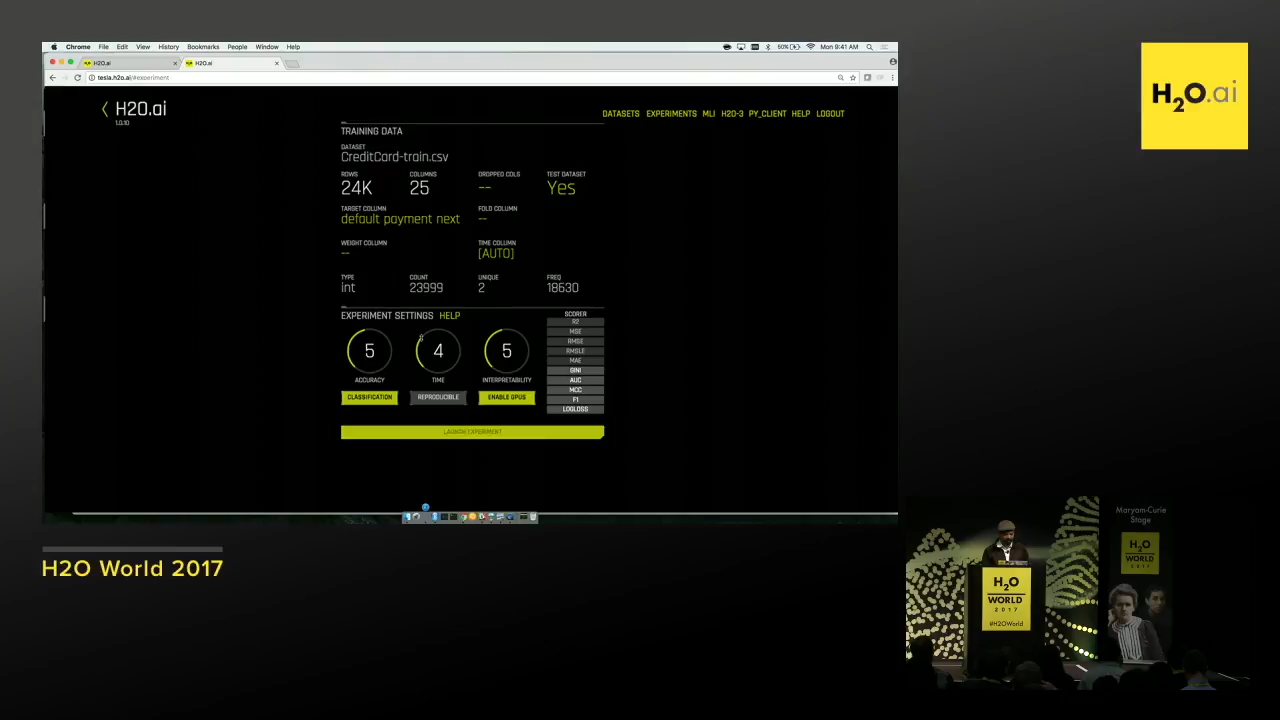 Chrome File Edit View History Bookmarks People Window Help 50% Mon 9:41 AM
H2O.ai H2O.ai
tesla.h2o.ai/#experiment
H2O.ai
1.0.10
DATASETS EXPERIMENTS MLI H2O-3 PY_CLIENT HELP LOGOUT
TRAINING DATA
DATASET
CreditCard-train.csv
ROWS COLUMNS DROPPED COLS TEST DATASET
24K 25 -- Yes
TARGET COLUMN FOLD COLUMN
default payment next --
WEIGHT COLUMN TIME COLUMN
-- [AUTO]
TYPE COUNT UNIQUE FREQ
int 23999 2 18630
EXPERIMENT SETTINGS HELP
SCORER
R2
MSE
RMSE
RMSLE
MAE
GINI
AUC
MCC
F1
LOGLOSS
5 4 5
ACCURACY TIME INTERPRETABILITY
CLASSIFICATION REPRODUCIBLE ENABLE GPUS
LAUNCH EXPERIMENT
H2O.ai
H2O World 2017
Maryam-Curie
Stage
H2O
WORLD
2017
H2O
WORLD
2017
#H2OWorld